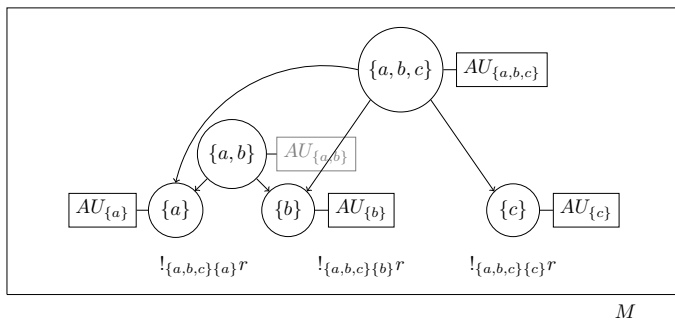 {a, b, c} AU_{{a,b,c}}
{a, b} AU_{{a,b}}
AU_{{a}} {a} {b} AU_{{b}} {c} AU_{{c}}
!_{{a,b,c}{a}}r !_{{a,b,c}{b}}r !_{{a,b,c}{c}}r
M